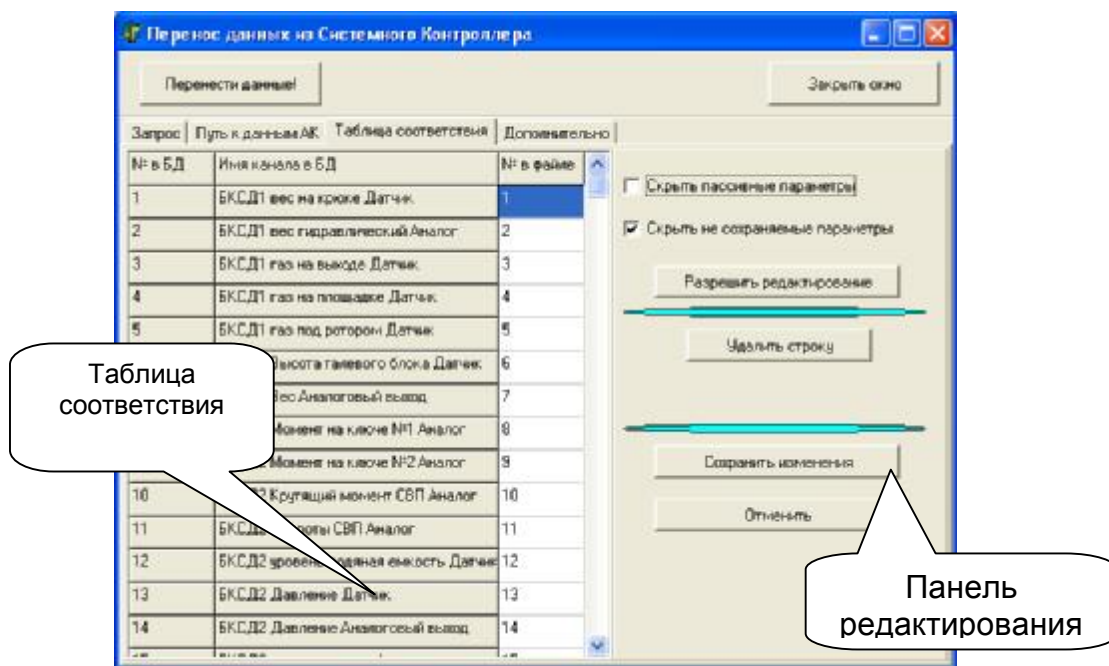 Перенос данных из Системного Контроллера
Перенести данные!
Закрыть окно
Запрос
Путь к данным АК
Таблица соответствия
Дополнительно
№ в БД
Имя канала в БД
№ в файле
1
БКСД1 вес на крюке Датчик
1
2
БКСД1 вес гидравлический Аналог
2
3
БКСД1 газ на выходе Датчик
3
4
БКСД1 газ на площадке Датчик
4
5
БКСД1 газ под ротором Датчик
5
Высота талевого блока Датчик
6
Вес Аналоговый выход
7
Момент на ключе №1 Аналог
8
Момент на ключе №2 Аналог
9
10
Крутящий момент СВП Аналог
10
11
СВП Аналог
11
12
БКСД2 уровень водяная емкость Датчик
12
13
БКСД2 Давление Датчик
13
14
БКСД2 Давление Аналоговый выход
14
Скрыть пассивные параметры
Скрыть не сохраняемые параметры
Разрешить редактирование
Удалить строку
Сохранить изменения
Отменить
Таблица
соответствия
Панель
редактирования